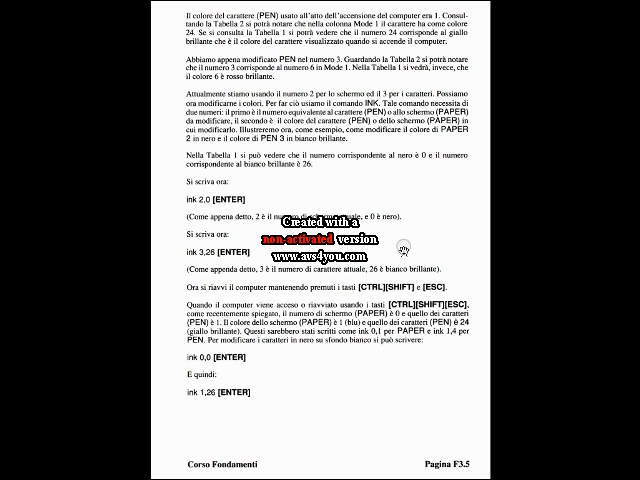 Il colore del carattere (PEN) usato all'atto dell'accensione del computer era 1. Consul-
tando la Tabella 2 si potrà notare che nella colonna Mode 1 il carattere ha come colore
24. Se si consulta la Tabella 1 si potrà vedere che il numero 24 corrisponde al giallo
brillante che è il colore del carattere visualizzato quando si accende il computer.
Abbiamo appena modificato PEN nel numero 3. Guardando la Tabella 2 si potrà notare
che il numero 3 corrisponde al numero 6 in Mode 1. Nella Tabella 1 si vedrà, invece, che
il colore 6 è rosso brillante.
Attualmente stiamo usando il numero 2 per lo schermo ed il 3 per i caratteri. Possiamo
ora modificarne i colori. Per far ciò usiamo il comando INK. Tale comando necessita di
due numeri: il primo è il numero equivalente al carattere (PEN) o allo schermo (PAPER)
da modificare, il secondo è il colore del carattere (PEN) o dello schermo (PAPER) in
cui modificarlo. Illustreremo ora, come esempio, come modificare il colore di PAPER
2 in nero e il colore di PEN 3 in bianco brillante.
Nella Tabella 1 si può vedere che il numero corrispondente al nero è 0 e il numero
corrispondente al bianco brillante è 26.
Si scriva ora:
ink 2,0 [ENTER]
(Come appena detto, 2 è il numero di schermo attuale, e 0 è nero).
Created with a
Si scriva ora:
non-activated version
ink 3,26 [ENTER]
www.avs4you.com
(Come appena detto, 3 è il numero di carattere attuale, 26 è bianco brillante).
Ora si riavvi il computer mantenendo premuti i tasti [CTRL][SHIFT] e [ESC].
Quando il computer viene acceso o riavviato usando i tasti [CTRL][SHIFT][ESC],
come recentemente spiegato, il numero di schermo (PAPER) è 0 e quello dei caratteri
(PEN) è 1. Il colore dello schermo (PAPER) è 1 (blu) e quello dei caratteri (PEN) è 24
(giallo brillante). Questi sarebbero stati scritti come ink 0,1 per PAPER e ink 1,4 per
PEN. Per modificare i caratteri in nero su sfondo bianco si può scrivere:
ink 0,0 [ENTER]
E quindi:
ink 1,26 [ENTER]
Corso Fondamenti Pagina F3.5